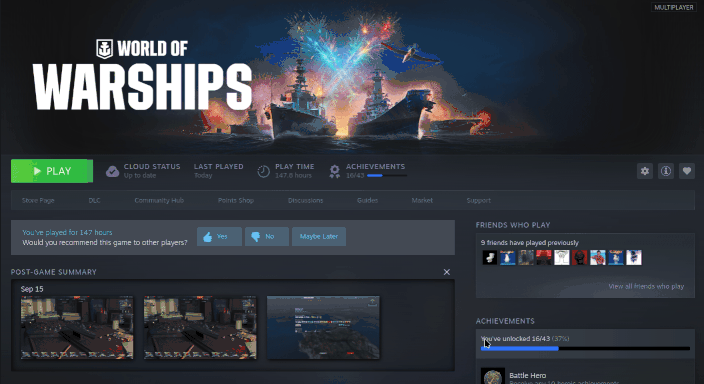 MULTIPLAYER
WORLD OF
WARSHIPS
PLAY
CLOUD STATUS
Up to date
LAST PLAYED
Today
PLAY TIME
147.8 hours
ACHIEVEMENTS
16/43
Store Page DLC Community Hub Points Shop Discussions Guides Market Support
You've played for 147 hours
Would you recommend this game to other players?
Yes
No
Maybe Later
POST-GAME SUMMARY
Sep 15
FRIENDS WHO PLAY
9 friends have played previously
View all friends who play
ACHIEVEMENTS
You've unlocked 16/43 (37%)
Battle Hero